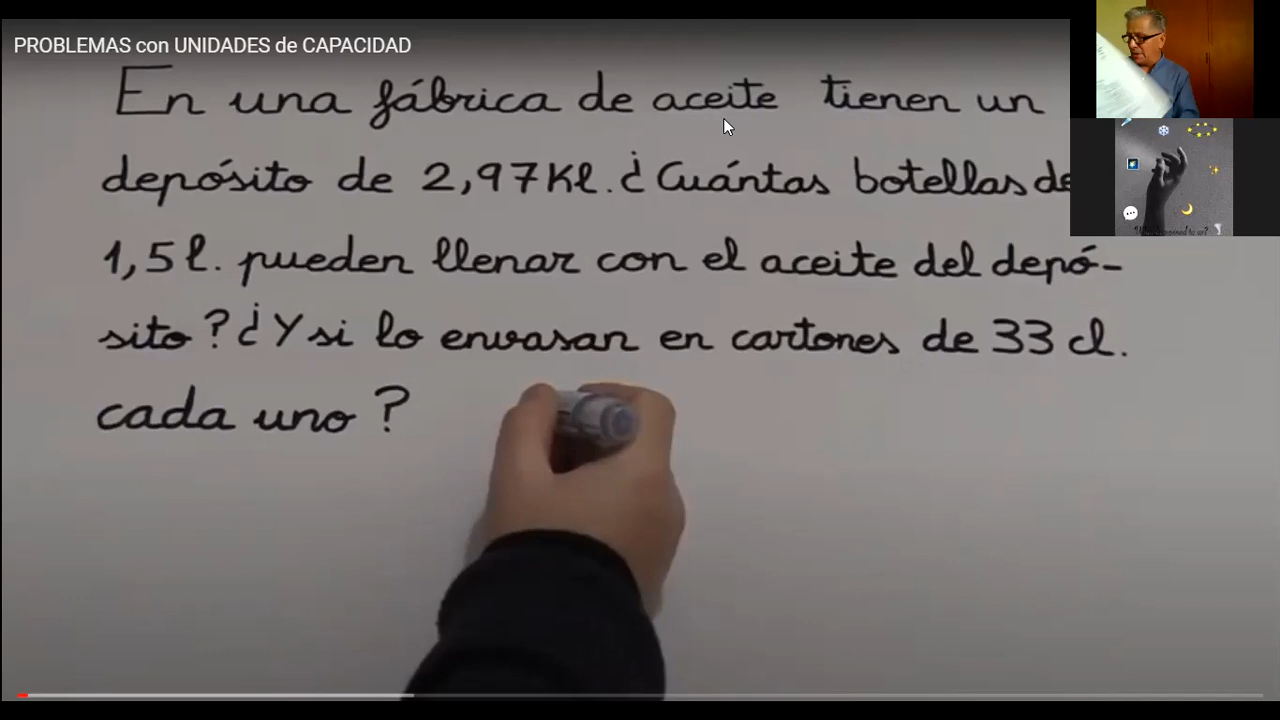 PROBLEMAS con UNIDADES de CAPACIDAD
En una fábrica de aceite tienen un
depósito de 2,97 Kl. ¿Cuántas botellas de
1,5 l. pueden llenar con el aceite del depó-
sito? ¿Y si lo envasan en cartones de 33 cl.
cada uno?